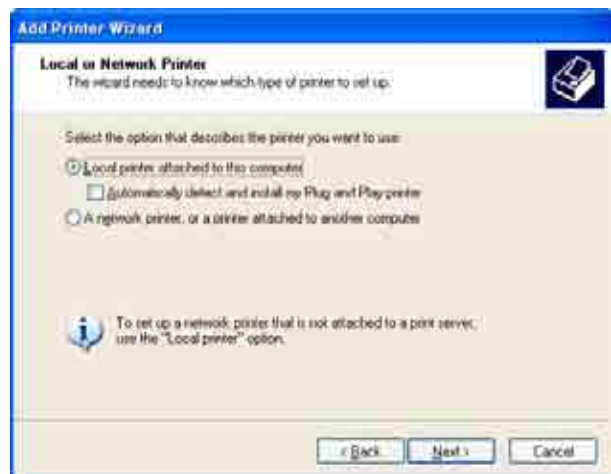 Add Printer Wizard
Local or Network Printer
The wizard needs to know which type of printer to set up.
Select the option that describes the printer you want to use:
Local printer attached to this computer
Automatically detect and install my Plug and Play printer
A network printer, or a printer attached to another computer
To set up a network printer that is not attached to a print server,
use the "Local printer" option.
< Back Next > Cancel